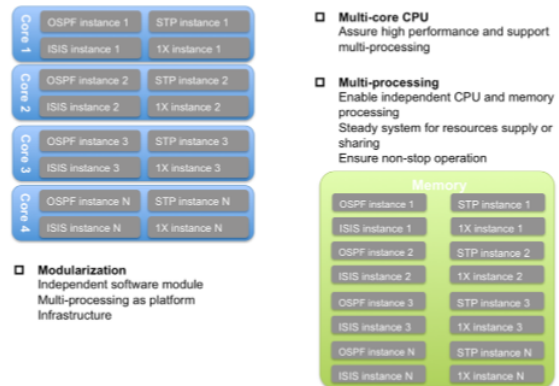 Core 1
OSPF instance 1
STP instance 1
ISIS instance 1
1X instance 1
Core 2
OSPF instance 2
STP instance 2
ISIS instance 2
1X instance 2
Core 3
OSPF instance 3
STP instance 3
ISIS instance 3
1X instance 3
Core 4
OSPF instance N
STP instance N
ISIS instance N
1X instance N
Modularization
Independent software module
Multi-processing as platform
Infrastructure
Multi-core CPU
Assure high performance and support
multi-processing
Multi-processing
Enable independent CPU and memory
processing
Steady system for resources supply or
sharing
Ensure non-stop operation
Memory
OSPF instance 1
STP instance 1
ISIS instance 1
1X instance 1
OSPF instance 2
STP instance 2
ISIS instance 2
1X instance 2
OSPF instance 3
STP instance 3
ISIS instance 3
1X instance 3
OSPF instance N
STP instance N
ISIS instance N
1X instance N